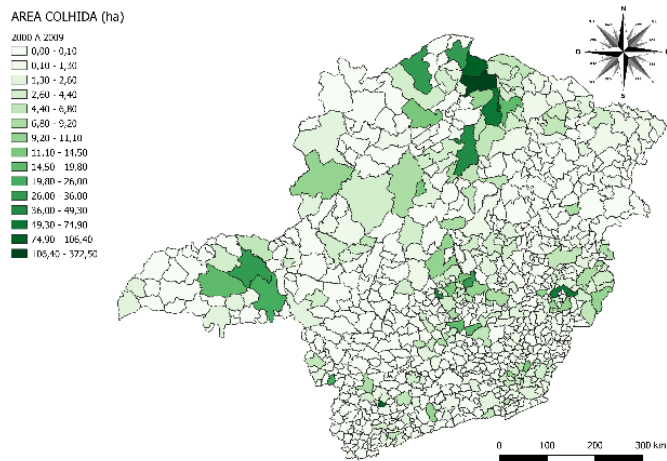 AREA COLHIDA (ha)
2000 A 2009
0,00 - 0,10
0,10 - 1,30
1,30 - 2,60
2,60 - 4,40
4,40 - 6,80
6,80 - 9,20
9,20 - 11,10
11,10 - 14,50
14,50 - 19,80
19,80 - 26,00
26,00 - 36,00
36,00 - 49,30
49,30 - 74,90
74,90 - 106,40
106,40 - 372,50
N
S
0 100 200 300 km